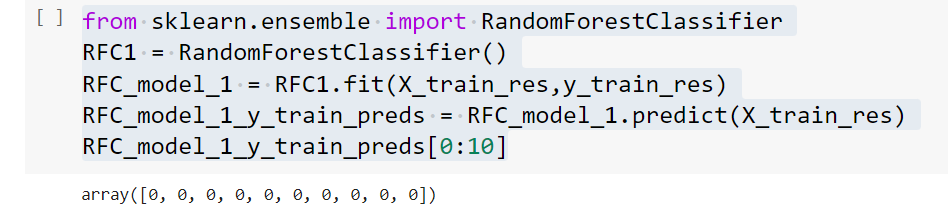 [ ] from sklearn.ensemble import RandomForestClassifier
RFC1 = RandomForestClassifier()
RFC_model_1 = RFC1.fit(X_train_res,y_train_res)
RFC_model_1_y_train_preds = RFC_model_1.predict(X_train_res)
RFC_model_1_y_train_preds[0:10]
array([0, 0, 0, 0, 0, 0, 0, 0, 0, 0])